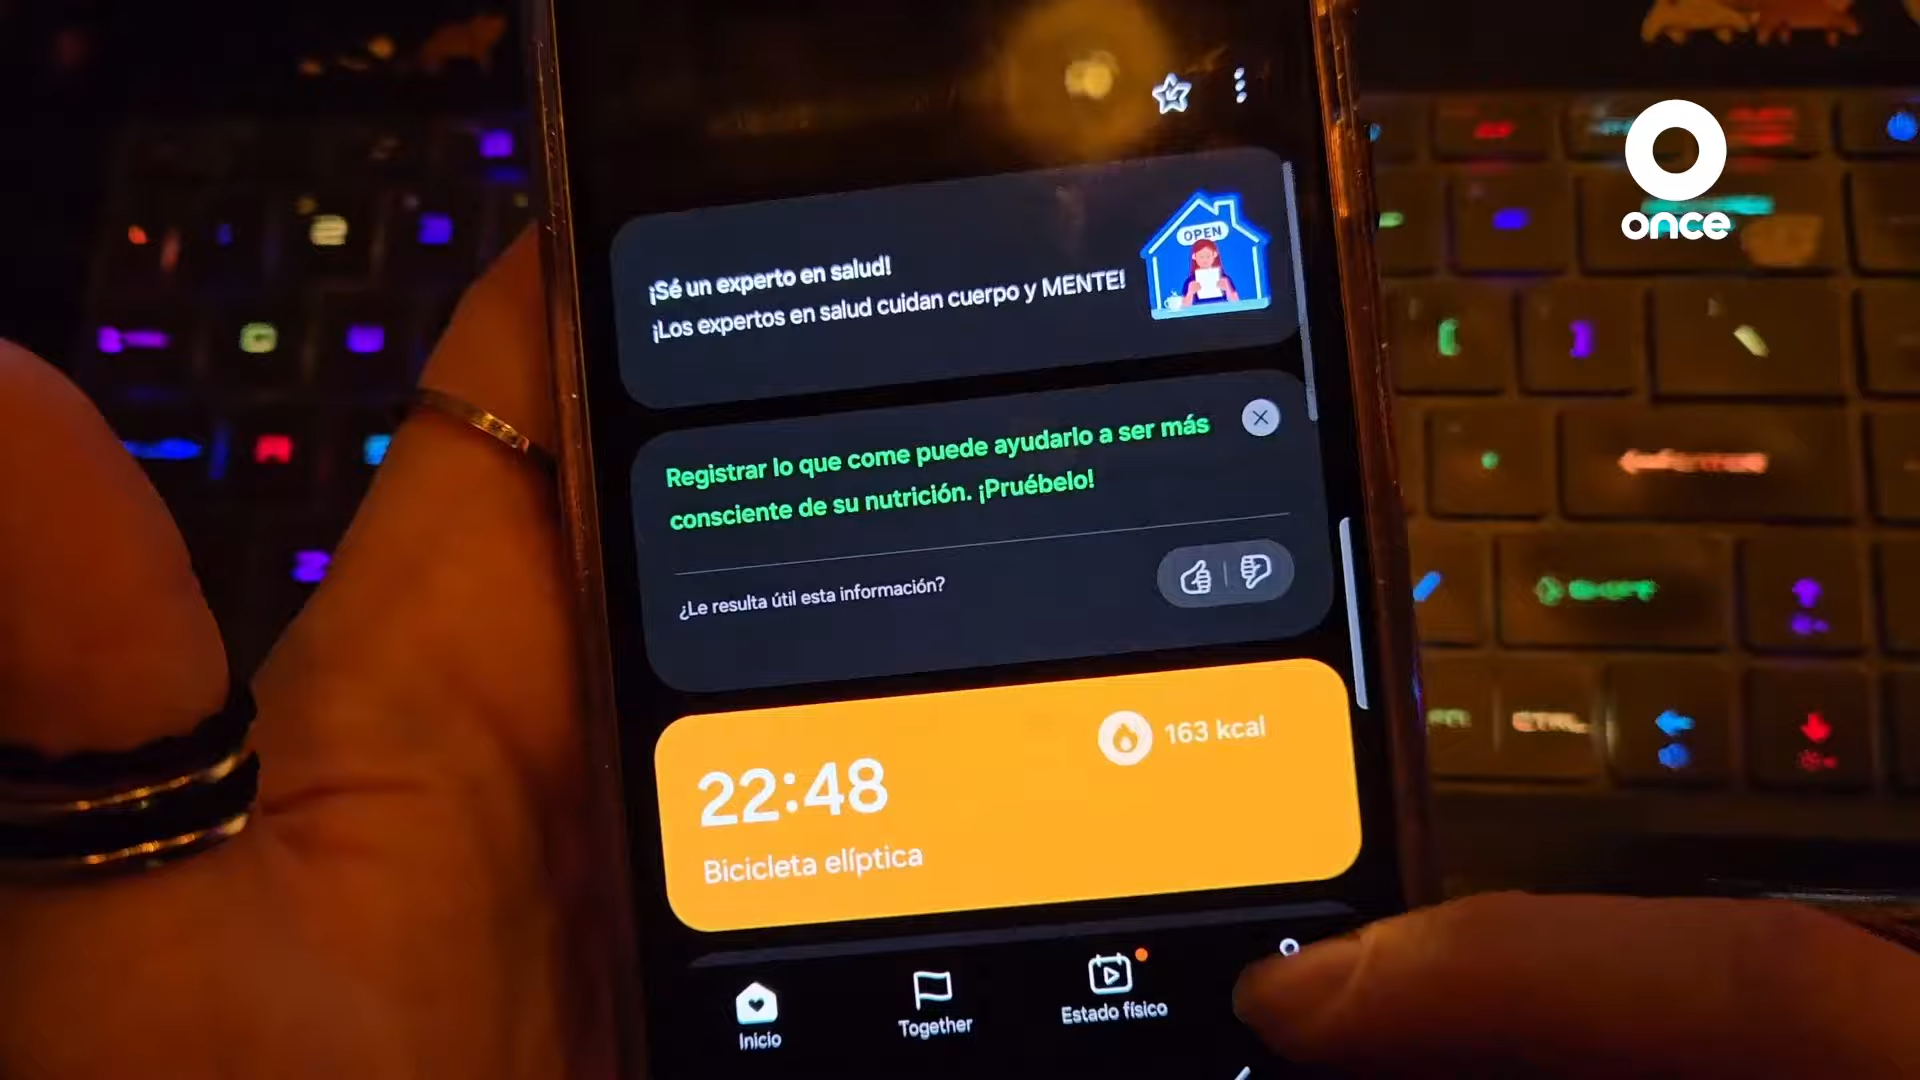 once
OPEN
¡Sé un experto en salud!
¡Los expertos en salud cuidan cuerpo y MENTE!
Registrar lo que come puede ayudarlo a ser más
consciente de su nutrición. ¡Pruébelo!
¿Le resulta útil esta información?
163 kcal
22:48
Bicicleta elíptica
Inicio
Together
Estado físico
CTRL